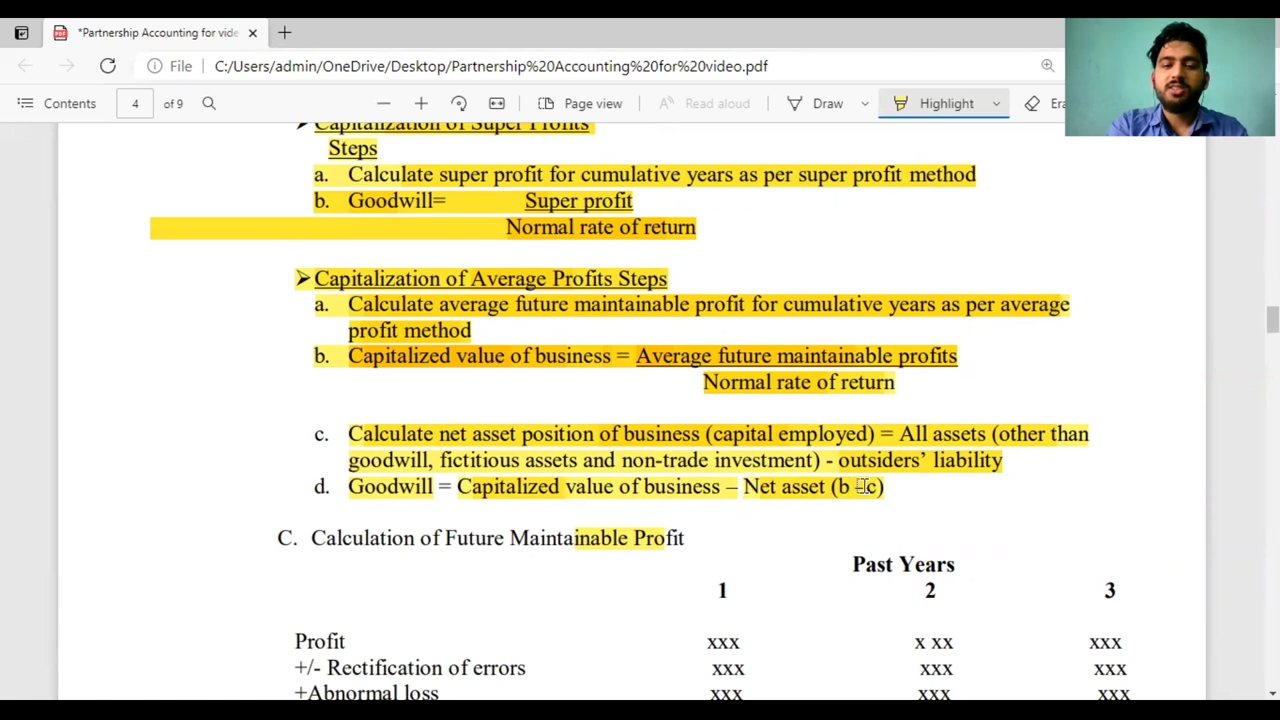 *Partnership Accounting for vide
File
C:/Users/admin/OneDrive/Desktop/Partnership%20Accounting%20for%20video.pdf
Contents
4
of 9
Page view
Read aloud
Draw
Highlight
Era
Capitalization of Super Profits
Steps
a. Calculate super profit for cumulative years as per super profit method
b. Goodwill= Super profit
Normal rate of return
Capitalization of Average Profits Steps
a. Calculate average future maintainable profit for cumulative years as per average
profit method
b. Capitalized value of business = Average future maintainable profits
Normal rate of return
c. Calculate net asset position of business (capital employed) = All assets (other than
goodwill, fictitious assets and non-trade investment) - outsiders’ liability
d. Goodwill = Capitalized value of business – Net asset (b –c)
C. Calculation of Future Maintainable Profit
Past Years
1 2 3
Profit xxx x xx xxx
+/- Rectification of errors xxx xxx xxx
+Abnormal loss xxx xxx xxx